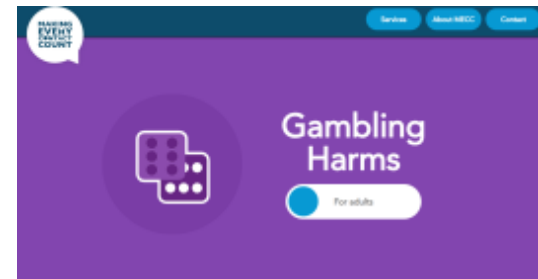 MAKING
EVERY
CONTACT
COUNT
Services
About MECC
Contact
Gambling
Harms
For adults